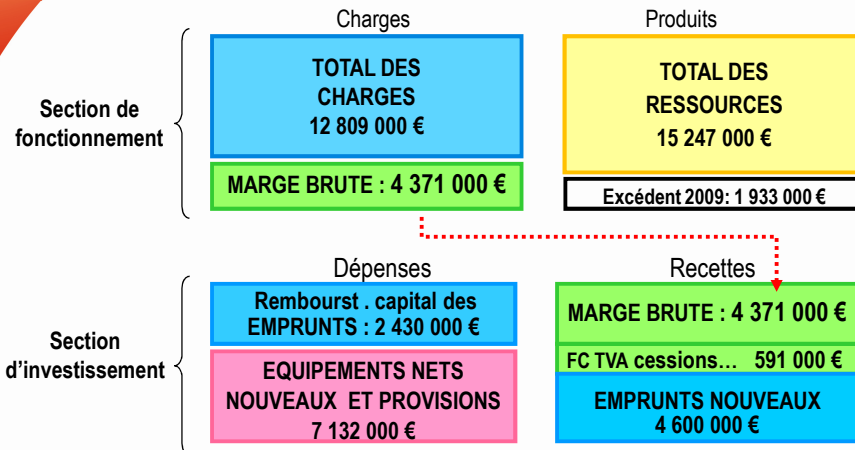 Charges
Produits
TOTAL DES
CHARGES
12 809 000 €
TOTAL DES
RESSOURCES
15 247 000 €
Section de
fonctionnement
MARGE BRUTE : 4 371 000 €
Excédent 2009: 1 933 000 €
Dépenses
Recettes
Rembourst . capital des
EMPRUNTS : 2 430 000 €
MARGE BRUTE : 4 371 000 €
Section
d'investissement
FC TVA cessions... 591 000 €
EQUIPEMENTS NETS
NOUVEAUX ET PROVISIONS
7 132 000 €
EMPRUNTS NOUVEAUX
4 600 000 €